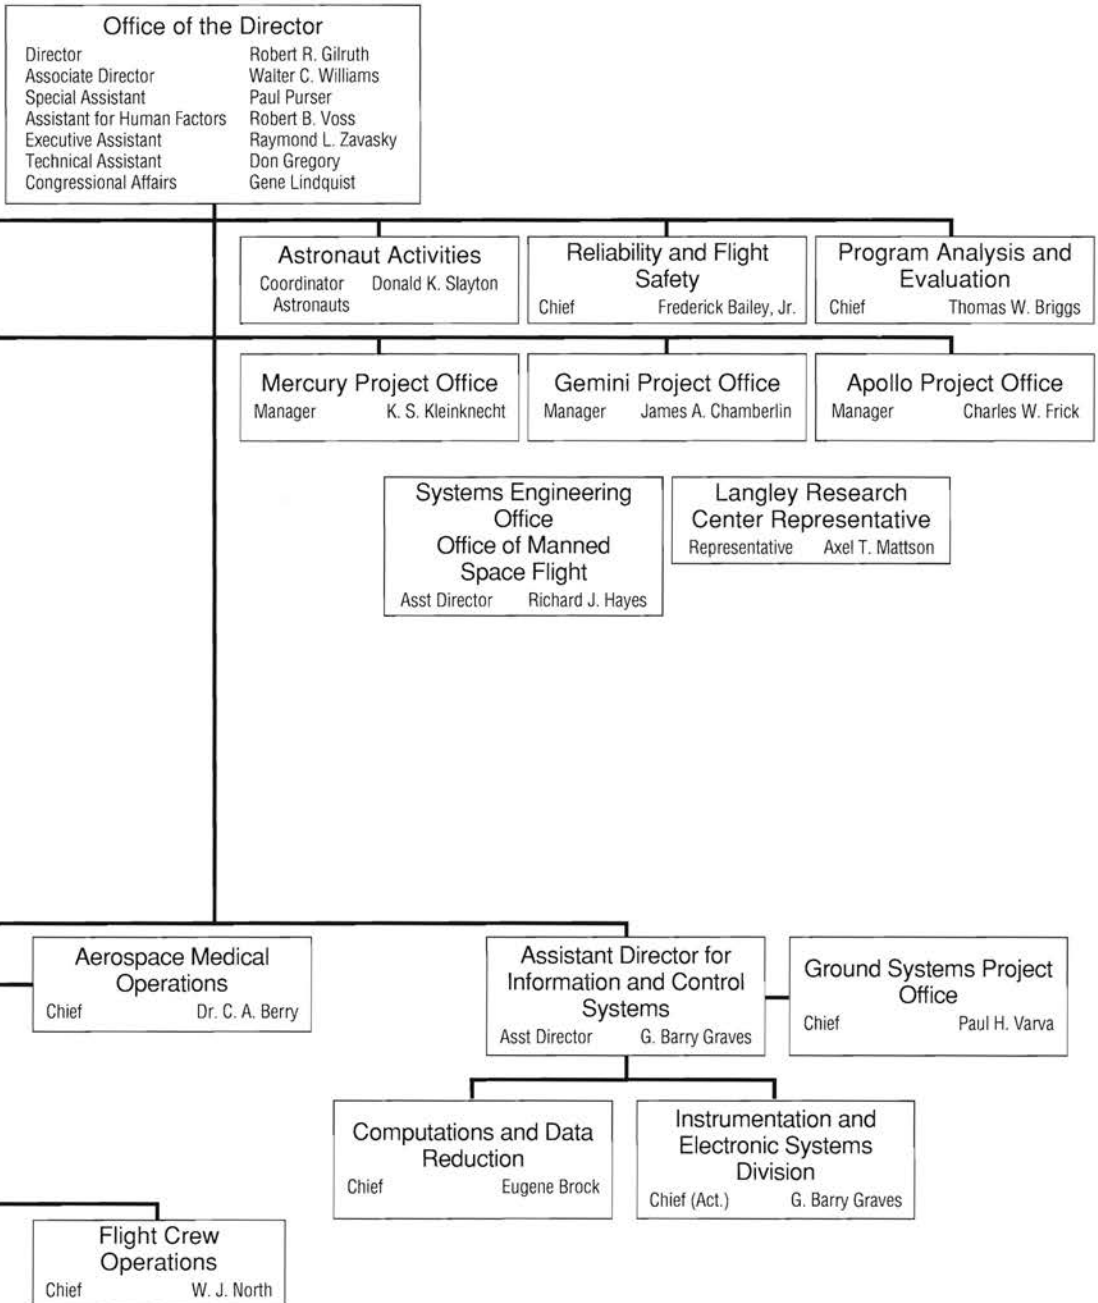 Office of the Director
Director Robert R. Gilruth
Associate Director Walter C. Williams
Special Assistant Paul Purser
Assistant for Human Factors Robert B. Voss
Executive Assistant Raymond L. Zavasky
Technical Assistant Don Gregory
Congressional Affairs Gene Lindquist
Astronaut Activities
Coordinator Donald K. Slayton
Astronauts
Reliability and Flight
Safety
Chief Frederick Bailey, Jr.
Program Analysis and
Evaluation
Chief Thomas W. Briggs
Mercury Project Office
Manager K. S. Kleinknecht
Gemini Project Office
Manager James A. Chamberlin
Apollo Project Office
Manager Charles W. Frick
Systems Engineering
Office
Office of Manned
Space Flight
Asst Director Richard J. Hayes
Langley Research
Center Representative
Representative Axel T. Mattson
Aerospace Medical
Operations
Chief Dr. C. A. Berry
Assistant Director for
Information and Control
Systems
Asst Director G. Barry Graves
Ground Systems Project
Office
Chief Paul H. Varva
Computations and Data
Reduction
Chief Eugene Brock
Instrumentation and
Electronic Systems
Division
Chief (Act.) G. Barry Graves
Flight Crew
Operations
Chief W. J. North